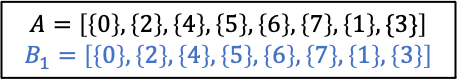 A = [{0}, {2}, {4}, {5}, {6}, {7}, {1}, {3}]
B₁ = [{0}, {2}, {4}, {5}, {6}, {7}, {1}, {3}]